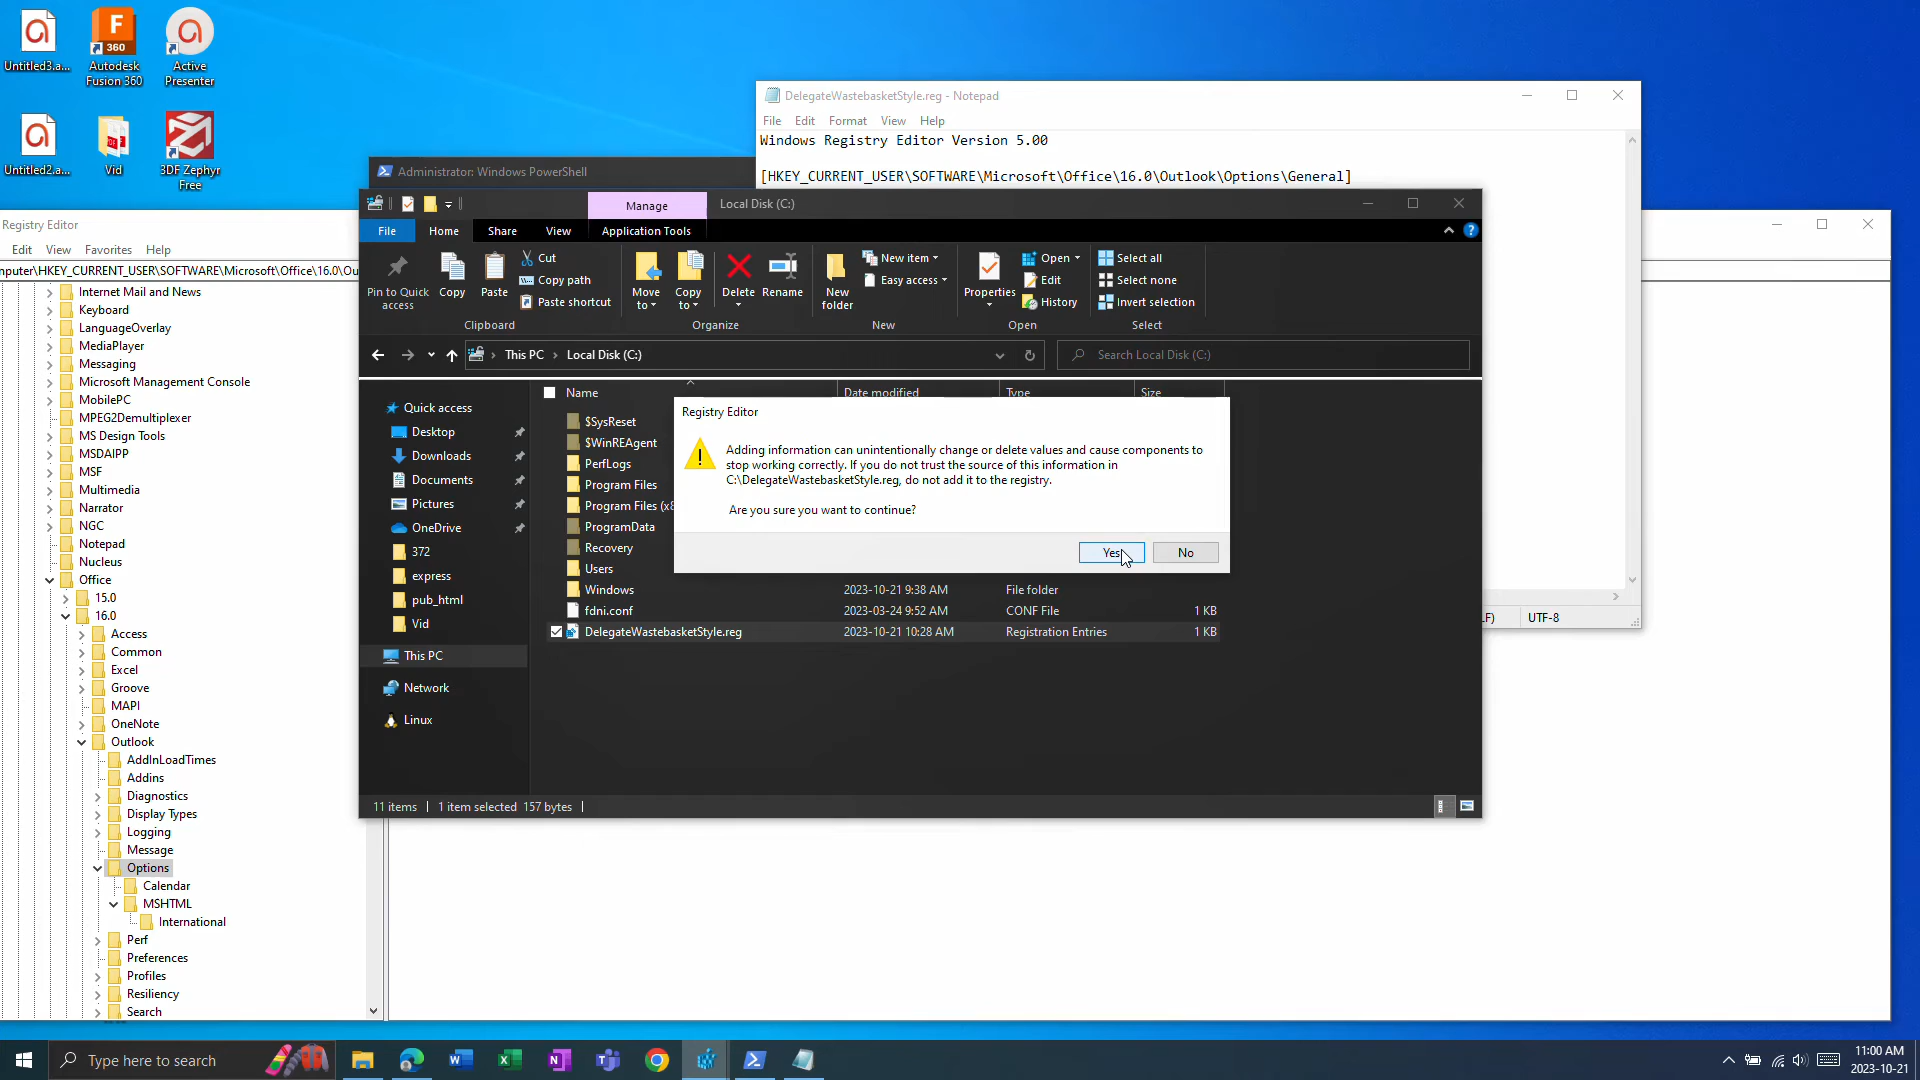 Untitled3.a...
Autodesk
Fusion 360
Active
Presenter
Untitled2.a...
Vid
3DF Zephyr
Free
DelegateWastebasketStyle.reg - Notepad
File Edit Format View Help
Windows Registry Editor Version 5.00
[HKEY_CURRENT_USER\SOFTWARE\Microsoft\Office\16.0\Outlook\Options\General]
LF)
UTF-8
Administrator: Windows PowerShell
Registry Editor
Edit View Favorites Help
mputer\HKEY_CURRENT_USER\SOFTWARE\Microsoft\Office\16.0\Ou
Internet Mail and News
Keyboard
LanguageOverlay
MediaPlayer
Messaging
Microsoft Management Console
MobilePC
MPEG2Demultiplexer
MS Design Tools
MSDAIPP
MSF
Multimedia
Narrator
NGC
Notepad
Nucleus
Office
15.0
16.0
Access
Common
Excel
Groove
MAPI
OneNote
Outlook
AddInLoadTimes
Addins
Diagnostics
Display Types
Logging
Message
Options
Calendar
MSHTML
International
Perf
Preferences
Profiles
Resiliency
Search
Manage
Local Disk (C:)
File Home Share View Application Tools
Pin to Quick
access
Copy
Paste
Cut
Copy path
Paste shortcut
Clipboard
Move
to
Copy
to
Delete
Rename
Organize
New
folder
New item
Easy access
New
Properties
Open
Edit
History
Open
Select all
Select none
Invert selection
Select
This PC > Local Disk (C:)
Search Local Disk (C:)
Quick access
Desktop
Downloads
Documents
Pictures
OneDrive
372
express
pub_html
Vid
This PC
Network
Linux
Name Date modified Type Size
$SysReset
$WinREAgent
PerfLogs
Program Files
Program Files (x8
ProgramData
Recovery
Users
Windows 2023-10-21 9:38 AM File folder
fdni.conf 2023-03-24 9:52 AM CONF File 1 KB
DelegateWastebasketStyle.reg 2023-10-21 10:28 AM Registration Entries 1 KB
11 items 1 item selected 157 bytes
Registry Editor
Adding information can unintentionally change or delete values and cause components to
stop working correctly. If you do not trust the source of this information in
C:\DelegateWastebasketStyle.reg, do not add it to the registry.
Are you sure you want to continue?
Yes No
Type here to search
11:00 AM
2023-10-21